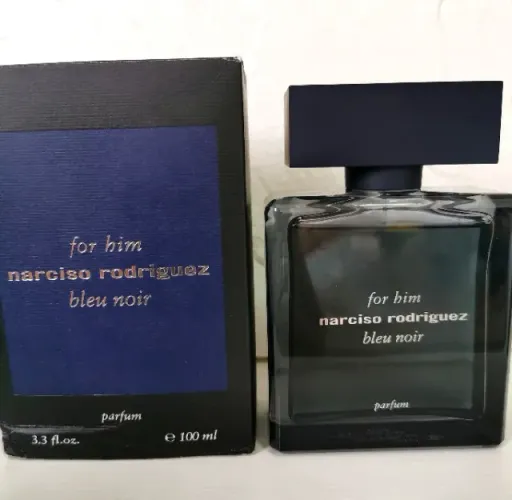 for him
narciso rodriguez
bleu noir
parfum
3.3 fl.oz. ℮ 100 ml
for him
narciso rodriguez
bleu noir
parfum